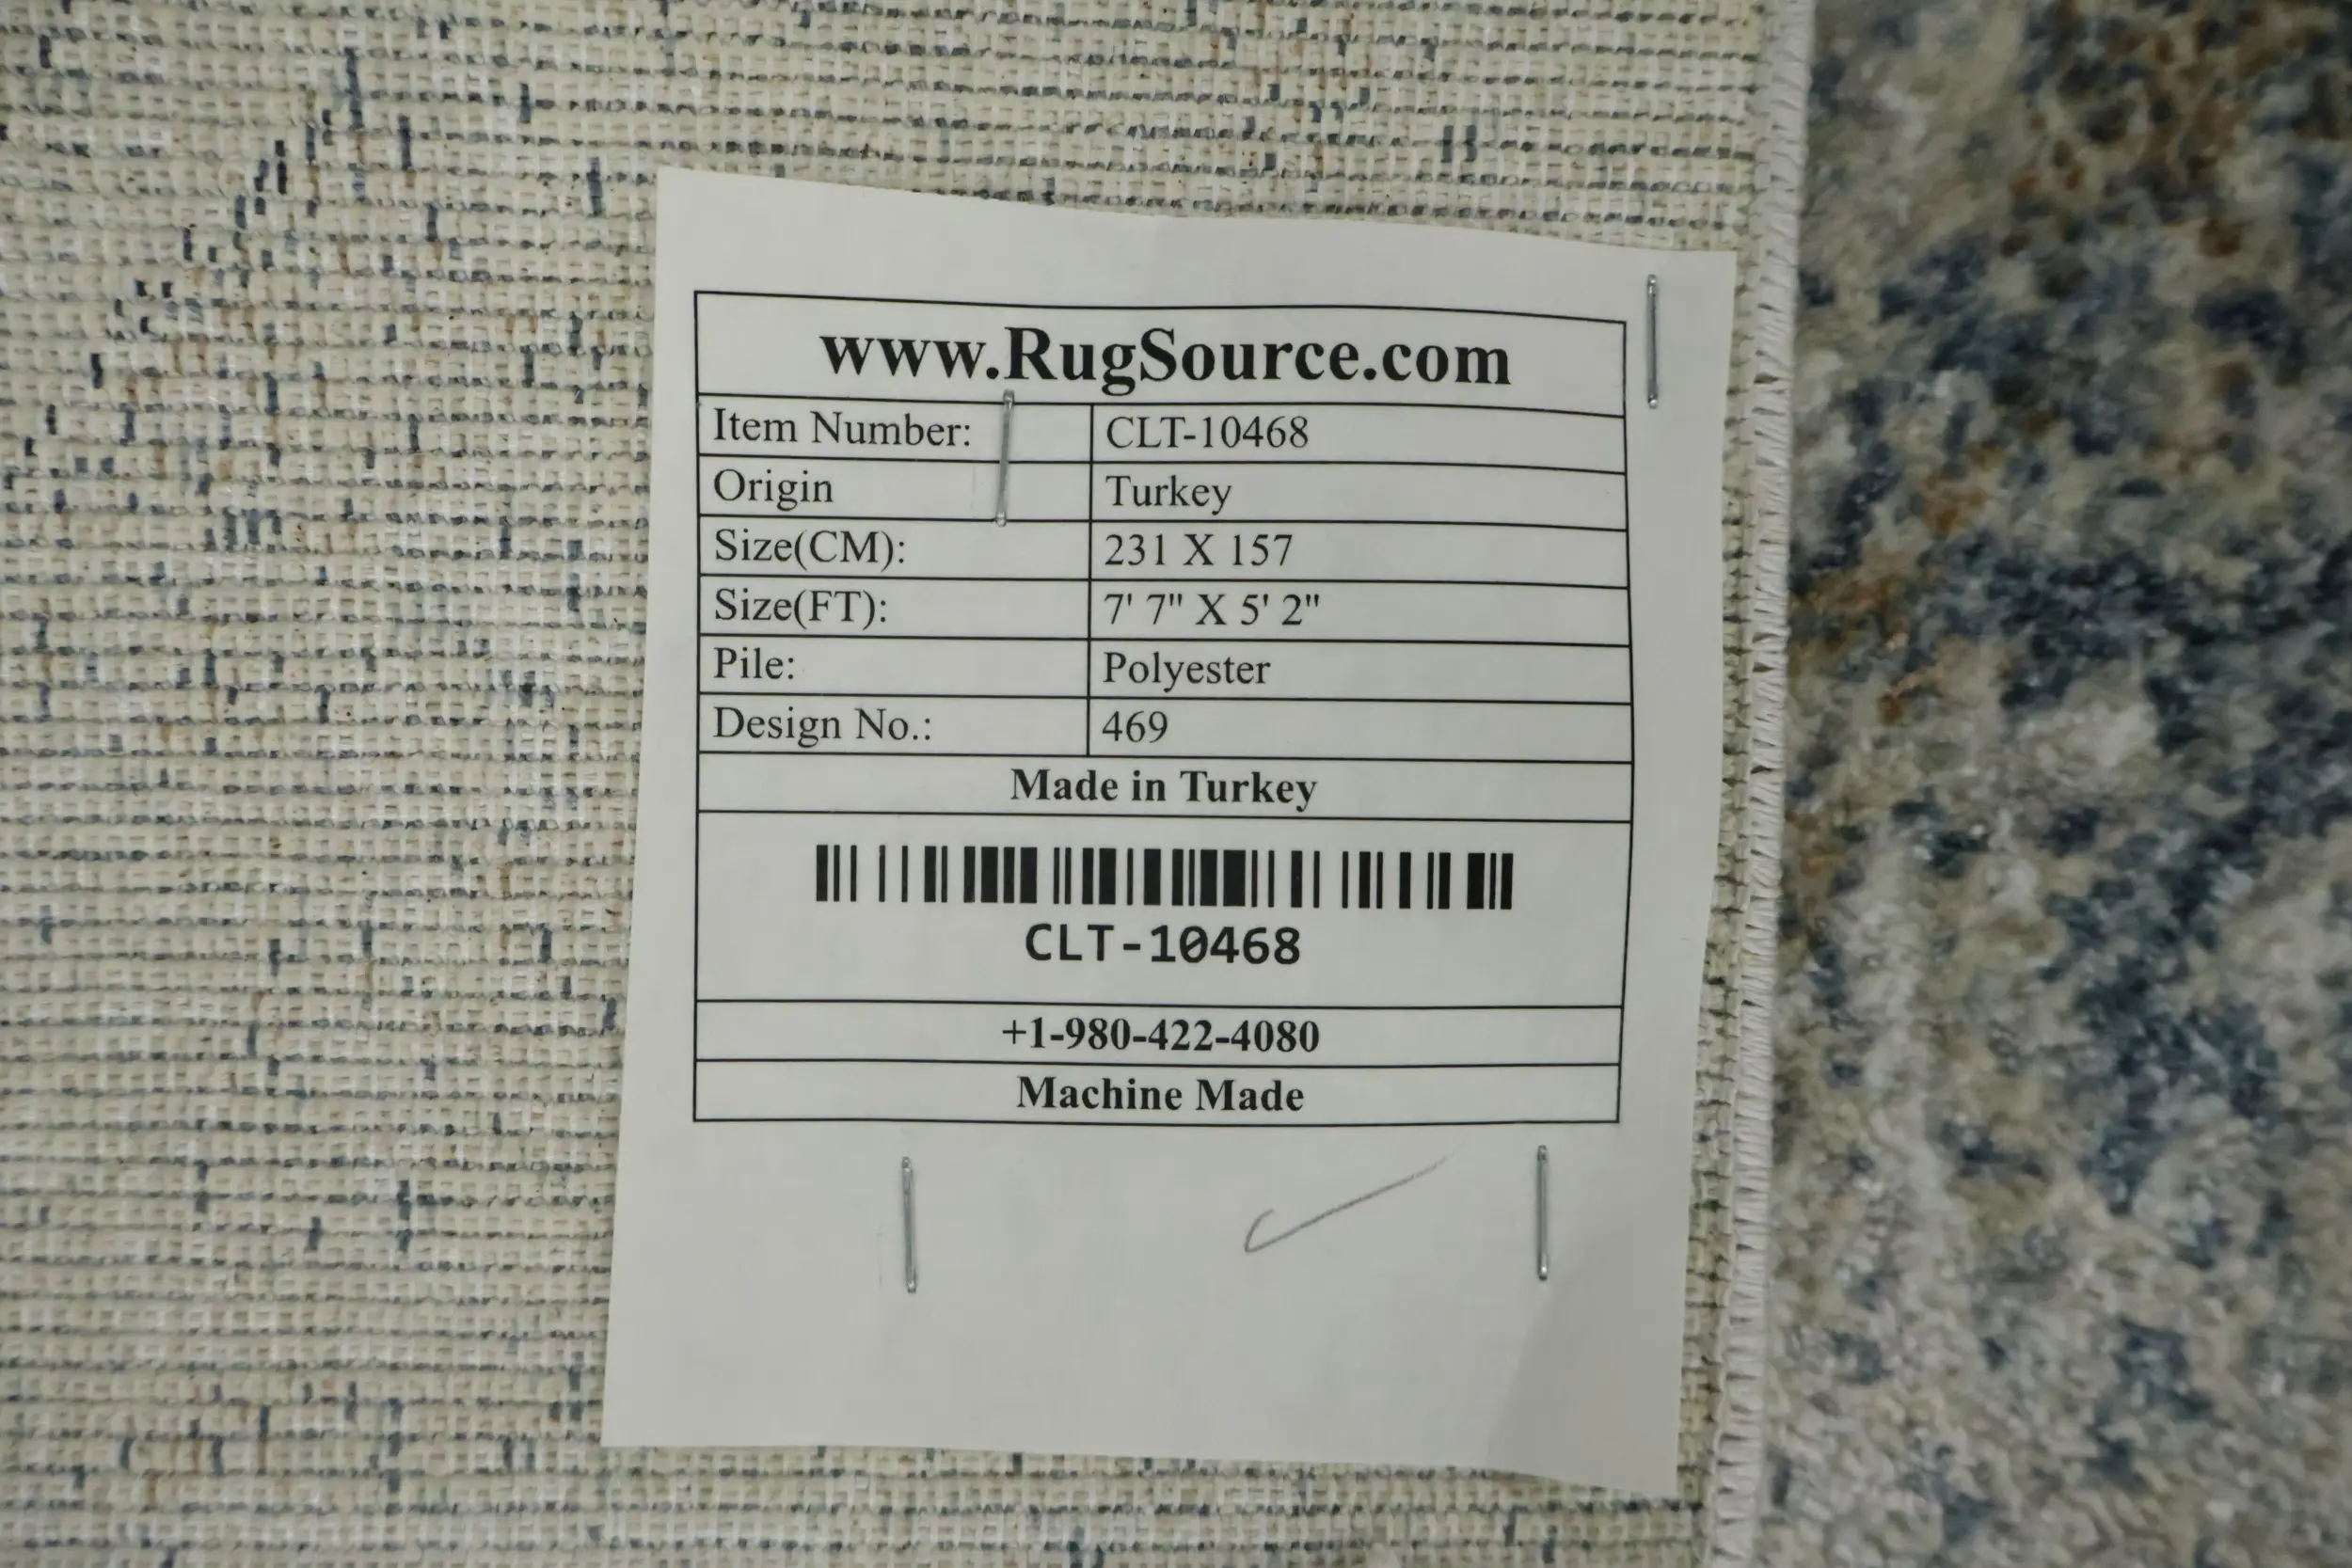 www.RugSource.com
Item Number: CLT-10468
Origin Turkey
Size(CM): 231 X 157
Size(FT): 7' 7" X 5' 2"
Pile: Polyester
Design No.: 469
Made in Turkey
CLT-10468
+1-980-422-4080
Machine Made